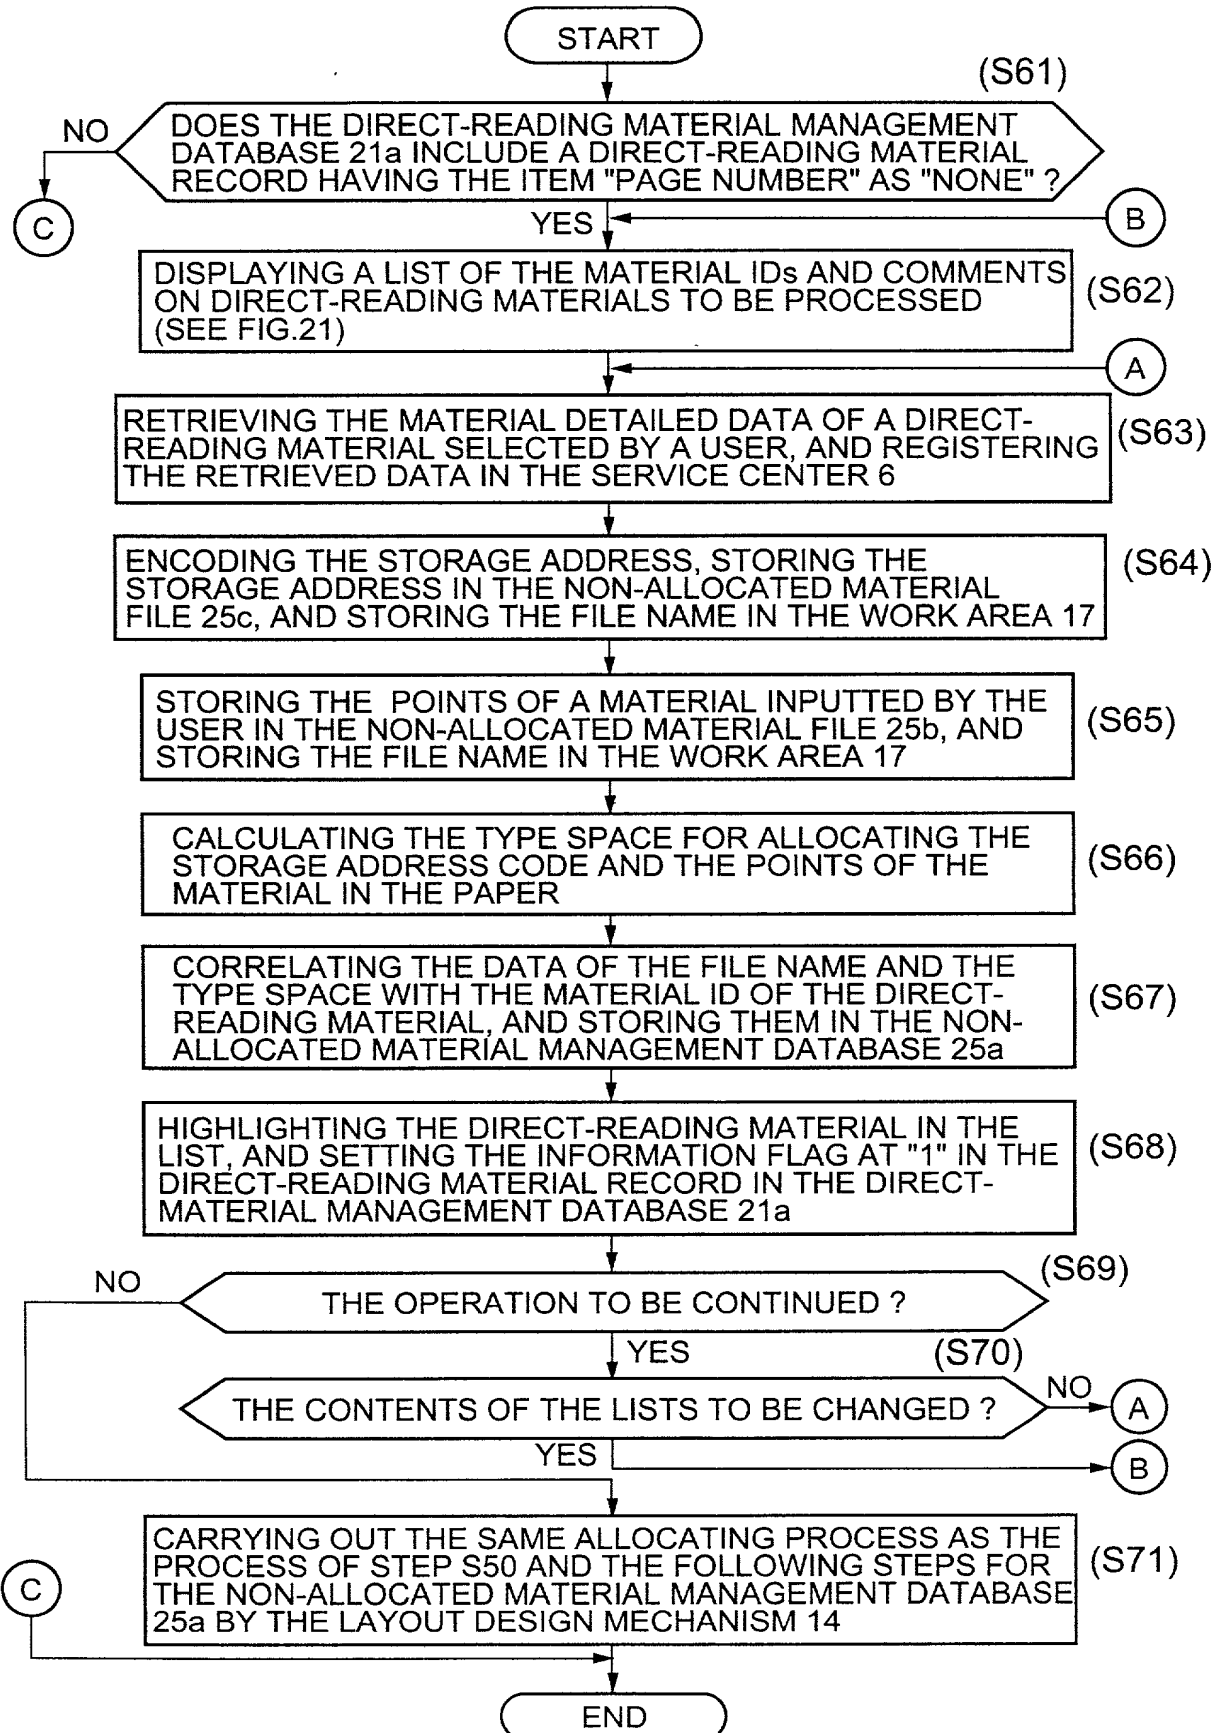 START
(S61)
NO
DOES THE DIRECT-READING MATERIAL MANAGEMENT
DATABASE 21a INCLUDE A DIRECT-READING MATERIAL
RECORD HAVING THE ITEM "PAGE NUMBER" AS "NONE" ?
C
YES
B
DISPLAYING A LIST OF THE MATERIAL IDs AND COMMENTS
ON DIRECT-READING MATERIALS TO BE PROCESSED
(SEE FIG.21)
(S62)
A
RETRIEVING THE MATERIAL DETAILED DATA OF A DIRECT-
READING MATERIAL SELECTED BY A USER, AND REGISTERING
THE RETRIEVED DATA IN THE SERVICE CENTER 6
(S63)
ENCODING THE STORAGE ADDRESS, STORING THE
STORAGE ADDRESS IN THE NON-ALLOCATED MATERIAL
FILE 25c, AND STORING THE FILE NAME IN THE WORK AREA 17
(S64)
STORING THE POINTS OF A MATERIAL INPUTTED BY THE
USER IN THE NON-ALLOCATED MATERIAL FILE 25b, AND
STORING THE FILE NAME IN THE WORK AREA 17
(S65)
CALCULATING THE TYPE SPACE FOR ALLOCATING THE
STORAGE ADDRESS CODE AND THE POINTS OF THE
MATERIAL IN THE PAPER
(S66)
CORRELATING THE DATA OF THE FILE NAME AND THE
TYPE SPACE WITH THE MATERIAL ID OF THE DIRECT-
READING MATERIAL, AND STORING THEM IN THE NON-
ALLOCATED MATERIAL MANAGEMENT DATABASE 25a
(S67)
HIGHLIGHTING THE DIRECT-READING MATERIAL IN THE
LIST, AND SETTING THE INFORMATION FLAG AT "1" IN THE
DIRECT-READING MATERIAL RECORD IN THE DIRECT-
MATERIAL MANAGEMENT DATABASE 21a
(S68)
NO
THE OPERATION TO BE CONTINUED ?
(S69)
YES
(S70)
THE CONTENTS OF THE LISTS TO BE CHANGED ?
NO
A
YES
B
CARRYING OUT THE SAME ALLOCATING PROCESS AS THE
PROCESS OF STEP S50 AND THE FOLLOWING STEPS FOR
THE NON-ALLOCATED MATERIAL MANAGEMENT DATABASE
25a BY THE LAYOUT DESIGN MECHANISM 14
(S71)
C
END